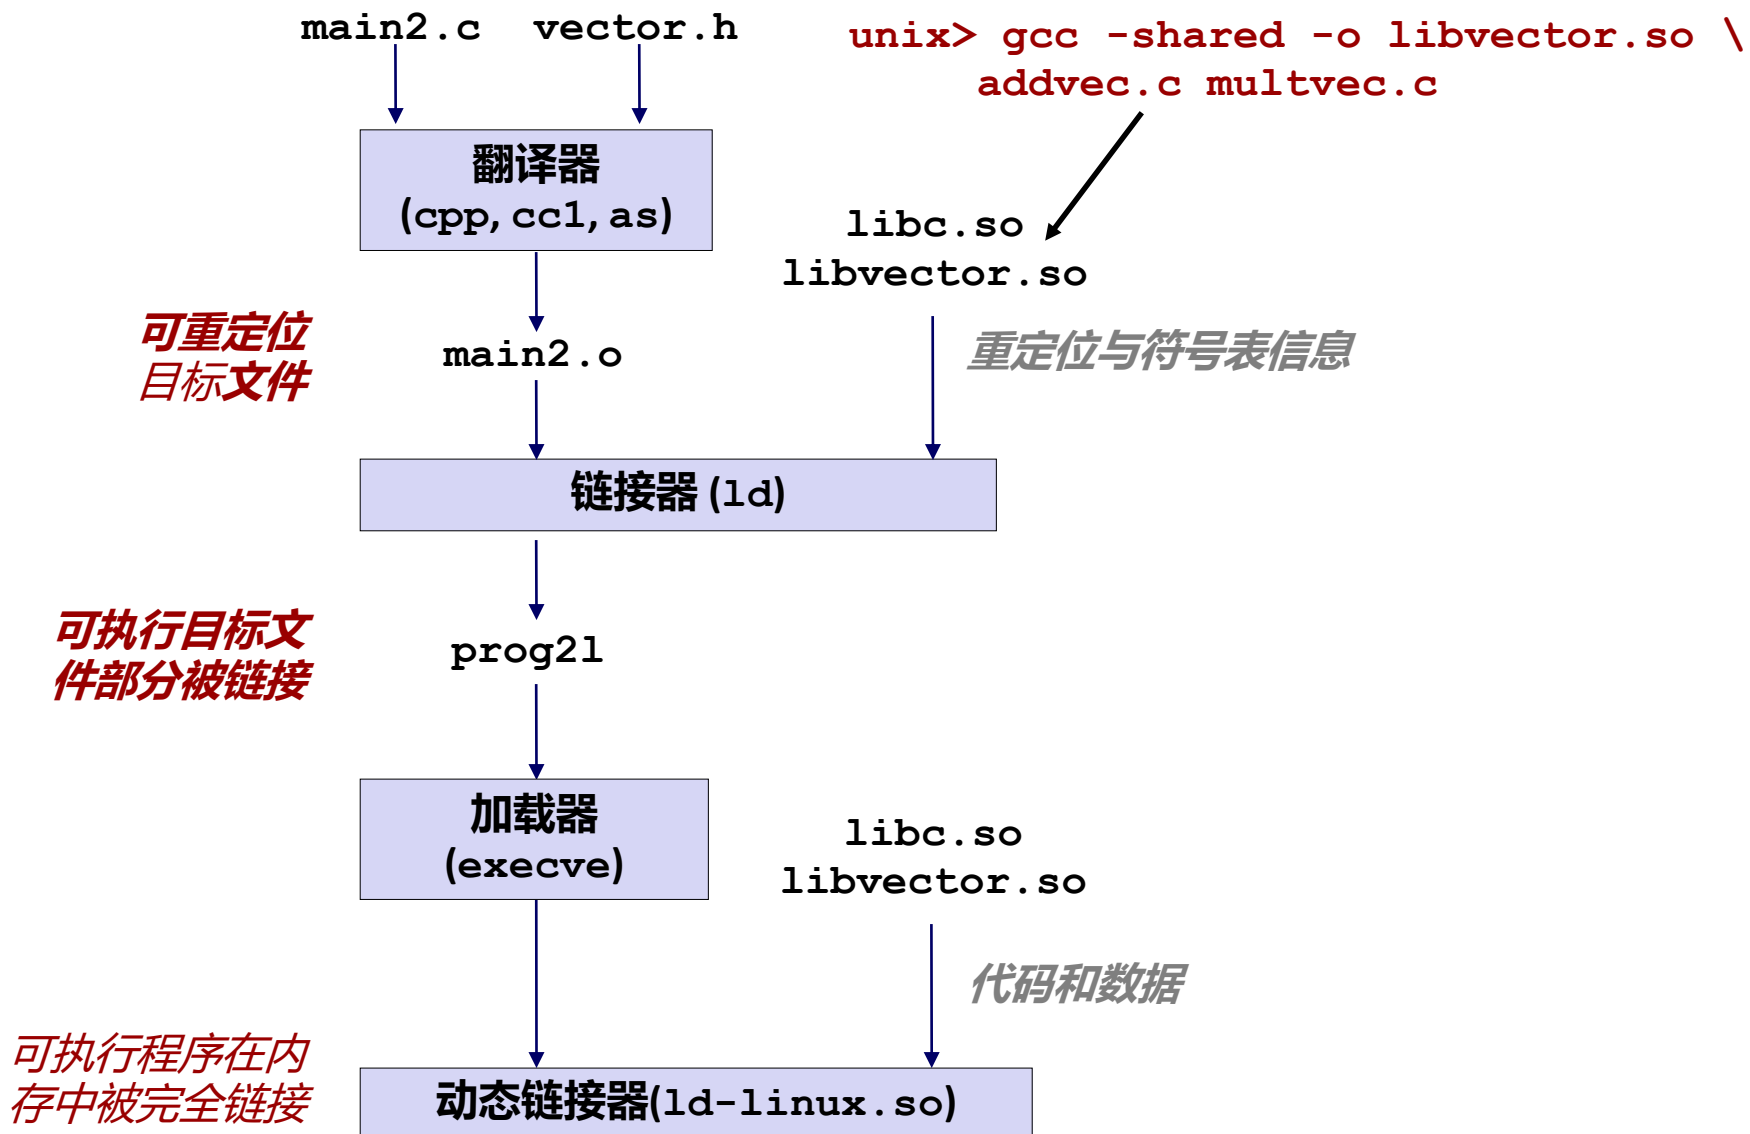 main2.c vector.h
unix> gcc -shared -o libvector.so \
addvec.c multvec.c
翻译器
(cpp, cc1, as)
libc.so
libvector.so
可重定位
目标文件
main2.o
重定位与符号表信息
链接器 (ld)
可执行目标文
件部分被链接
prog2l
加载器
(execve)
libc.so
libvector.so
代码和数据
可执行程序在内
存中被完全链接
动态链接器(ld-linux.so)